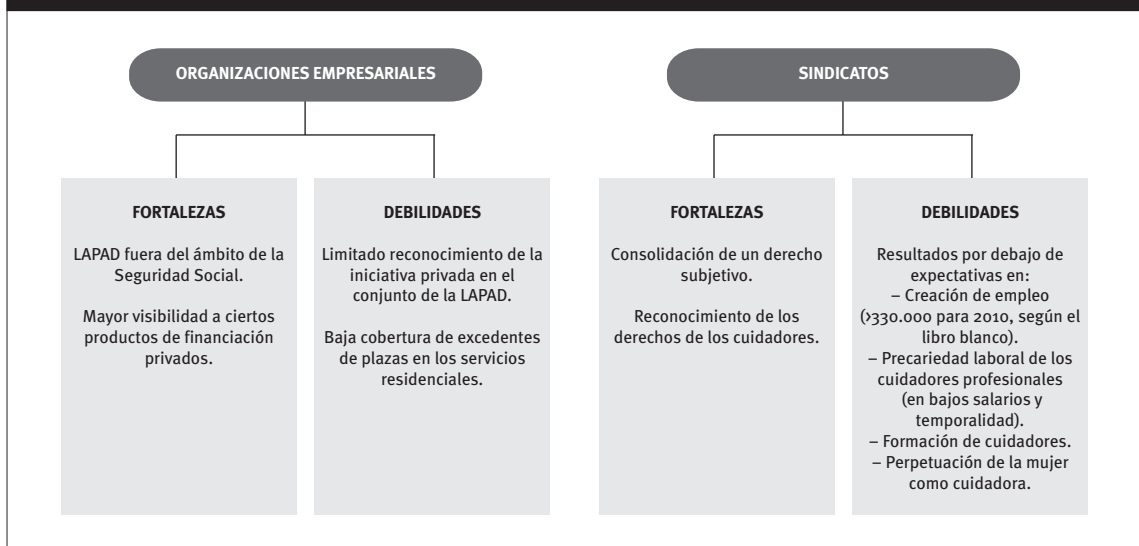 ORGANIZACIONES EMPRESARIALES
FORTALEZAS
LAPAD fuera del ámbito de la
Seguridad Social.
Mayor visibilidad a ciertos
productos de financiación
privados.
DEBILIDADES
Limitado reconocimiento de la
iniciativa privada en el
conjunto de la LAPAD.
Baja cobertura de excedentes
de plazas en los servicios
residenciales.
SINDICATOS
FORTALEZAS
Consolidación de un derecho
subjetivo.
Reconocimiento de los
derechos de los cuidadores.
DEBILIDADES
Resultados por debajo de
expectativas en:
– Creación de empleo
(>330.000 para 2010, según el
libro blanco).
– Precariedad laboral de los
cuidadores profesionales
(en bajos salarios y
temporalidad).
– Formación de cuidadores.
– Perpetuación de la mujer
como cuidadora.